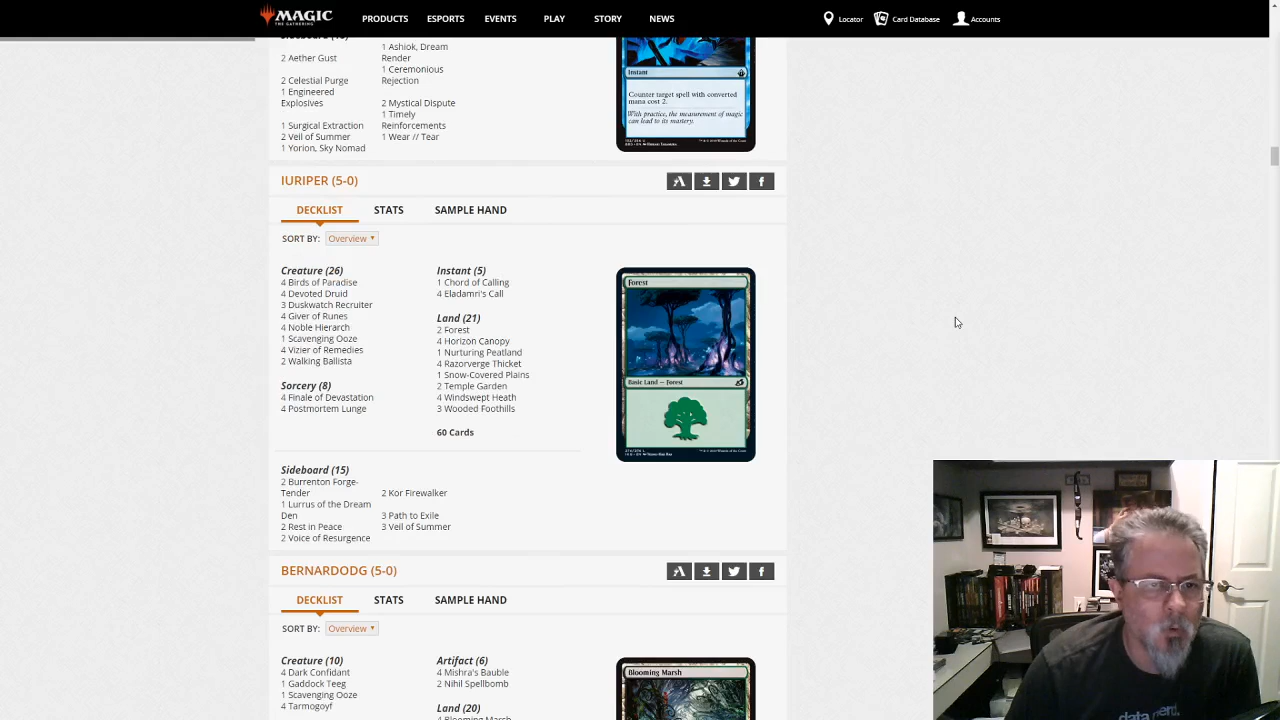 MAGIC
THE GATHERING
PRODUCTS ESPORTS EVENTS PLAY STORY NEWS
Locator Card Database Accounts
2 Aether Gust
2 Celestial Purge
1 Engineered
Explosives
1 Surgical Extraction
2 Veil of Summer
1 Yorion, Sky Nomad
1 Ashiok, Dream
Render
1 Ceremonious
Rejection
2 Mystical Dispute
1 Timely
Reinforcements
1 Wear // Tear
Instant
Counter target spell with converted
mana cost 2.
With practice, the measurement of magic
can lead to its mastery.
IURIPER (5-0)
DECKLIST STATS SAMPLE HAND
SORT BY: Overview
Creature (26)
4 Birds of Paradise
4 Devoted Druid
3 Duskwatch Recruiter
4 Giver of Runes
4 Noble Hierarch
1 Scavenging Ooze
4 Vizier of Remedies
2 Walking Ballista
Sorcery (8)
4 Finale of Devastation
4 Postmortem Lunge
Instant (5)
1 Chord of Calling
4 Eladamri's Call
Land (21)
2 Forest
4 Horizon Canopy
1 Nurturing Peatland
4 Razorverge Thicket
1 Snow-Covered Plains
2 Temple Garden
4 Windswept Heath
3 Wooded Foothills
60 Cards
Forest
Basic Land — Forest
Sideboard (15)
2 Burrenton Forge-
Tender
1 Lurrus of the Dream
Den
2 Rest in Peace
2 Voice of Resurgence
2 Kor Firewalker
3 Path to Exile
3 Veil of Summer
BERNARDODG (5-0)
DECKLIST STATS SAMPLE HAND
SORT BY: Overview
Creature (10)
4 Dark Confidant
1 Gaddock Teeg
1 Scavenging Ooze
4 Tarmogoyf
Artifact (6)
4 Mishra's Bauble
2 Nihil Spellbomb
Land (20)
4 Blooming Marsh
Blooming Marsh